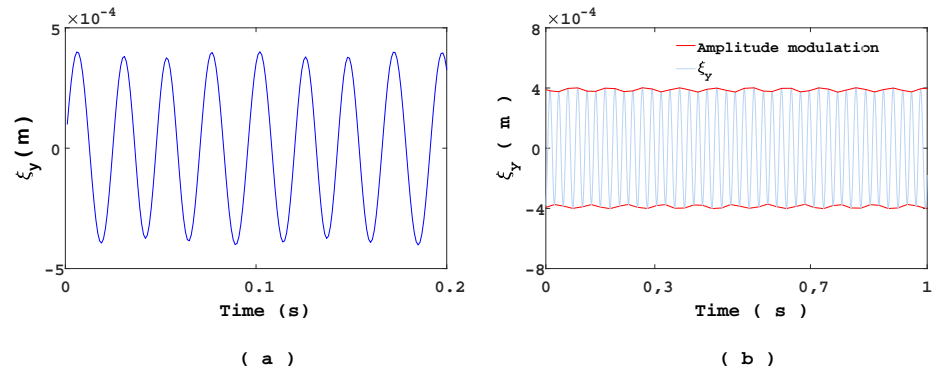 ×10⁻⁴
5
0
-5
ξy(m)
0
0.1
0.2
Time (s)
( a )
×10⁻⁴
8
4
0
-4
-8
ξy ( m )
Amplitude modulation
ξy
0
0,3
0,7
1
Time ( s )
( b )